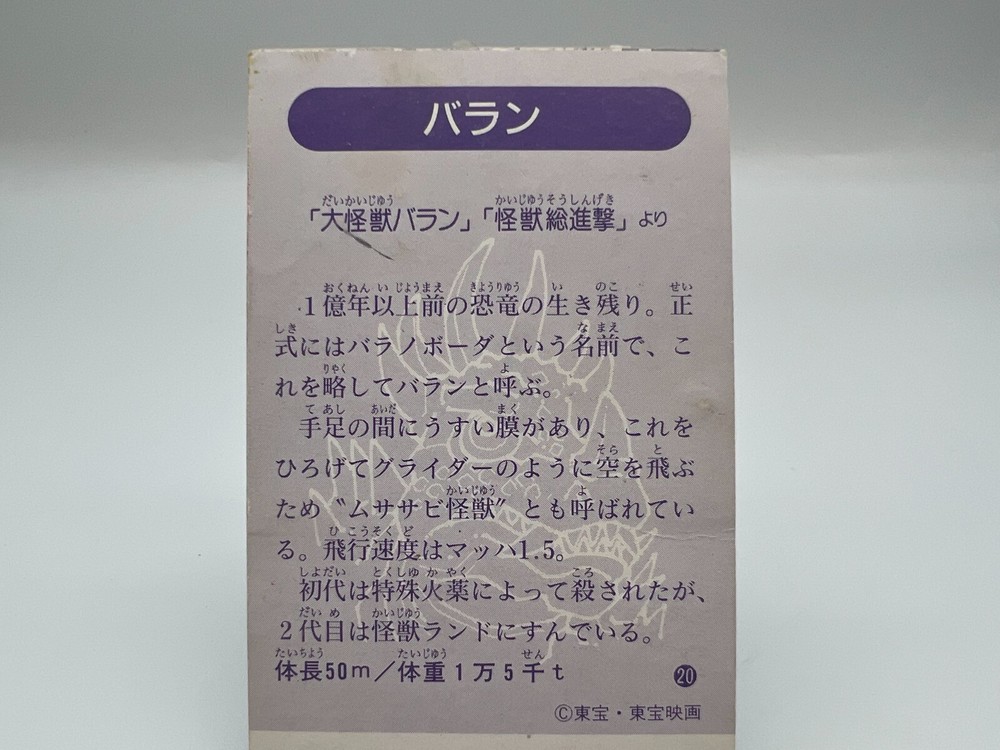 バラン
「大怪獣バラン」「怪獣総進撃」より
1億年以上前の恐竜の生き残り。正
式にはバラノポーダという名前で、こ
れを略してバランと呼ぶ。
手足の間にうすい膜があり、これを
ひろげてグライダーのように空を飛ぶ
ため〝ムササビ怪獣〞とも呼ばれてい
る。飛行速度はマッハ1.5。
初代は特殊火薬によって殺されたが、
2代目は怪獣ランドにすんでいる。
体長50m／体重1万5千t
20
©東宝・東宝映画